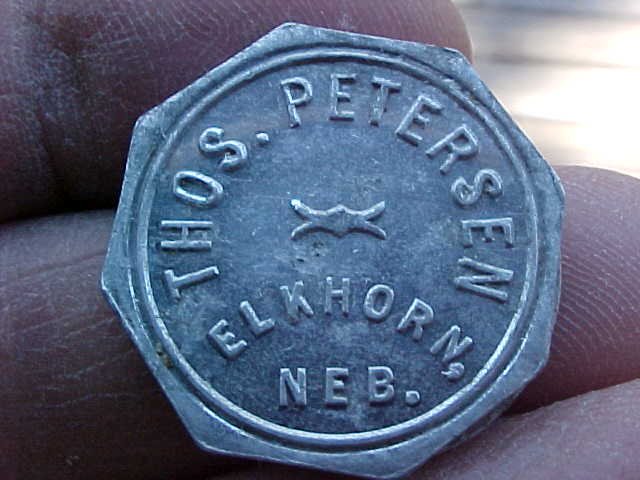 THOS. PETERSEN
ELKHORN,
NEB.